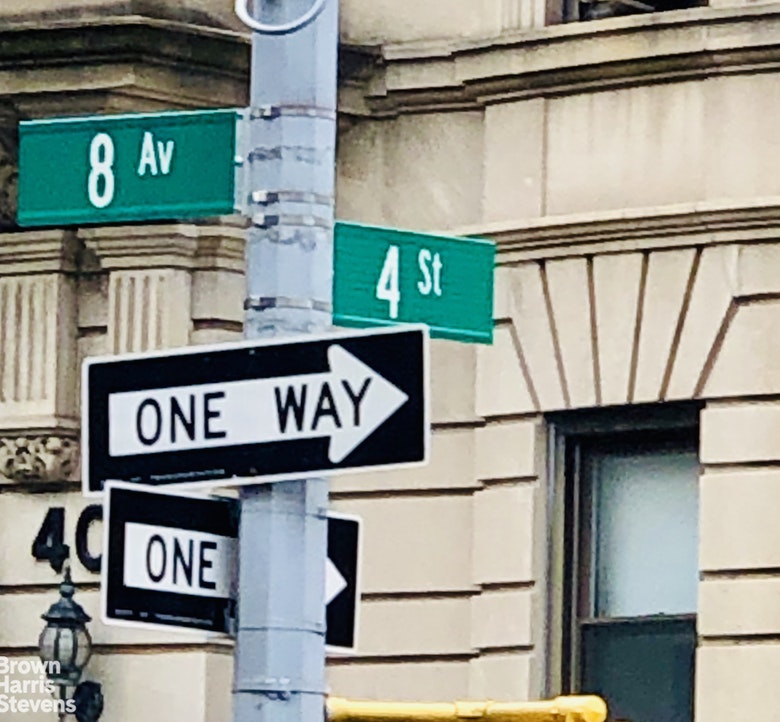 8 Av
4 St
ONE WAY
ONE
Brown
Harris
Stevens